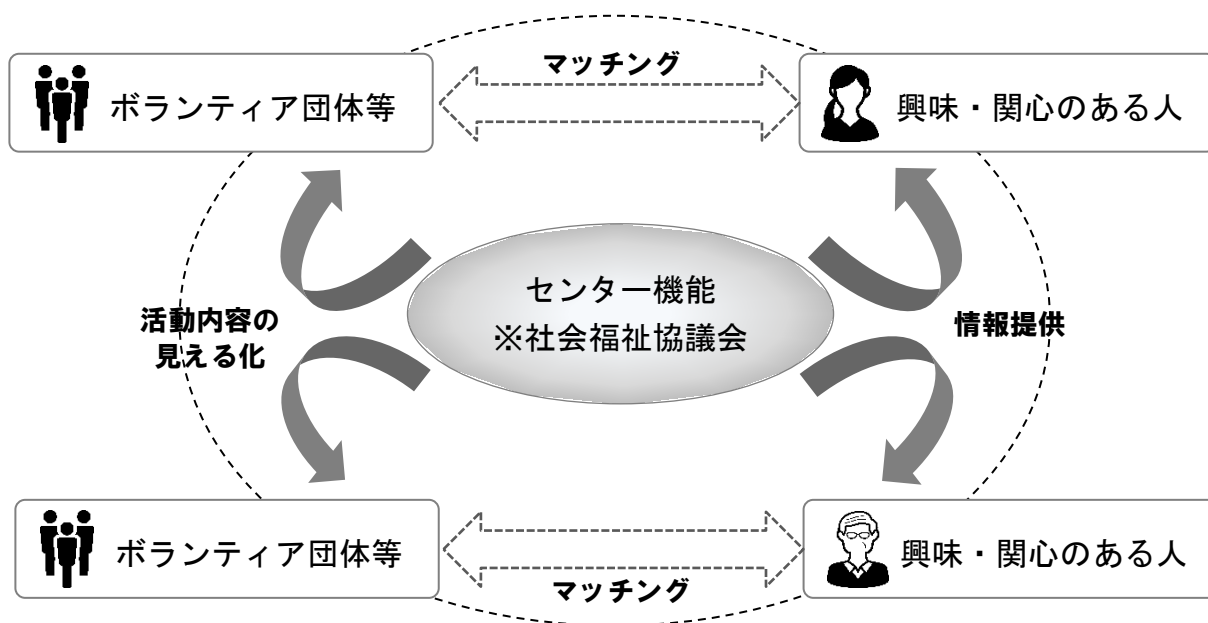 マッチング
ボランティア団体等
興味・関心のある人
センター機能
※社会福祉協議会
活動内容の
見える化
情報提供
ボランティア団体等
興味・関心のある人
マッチング